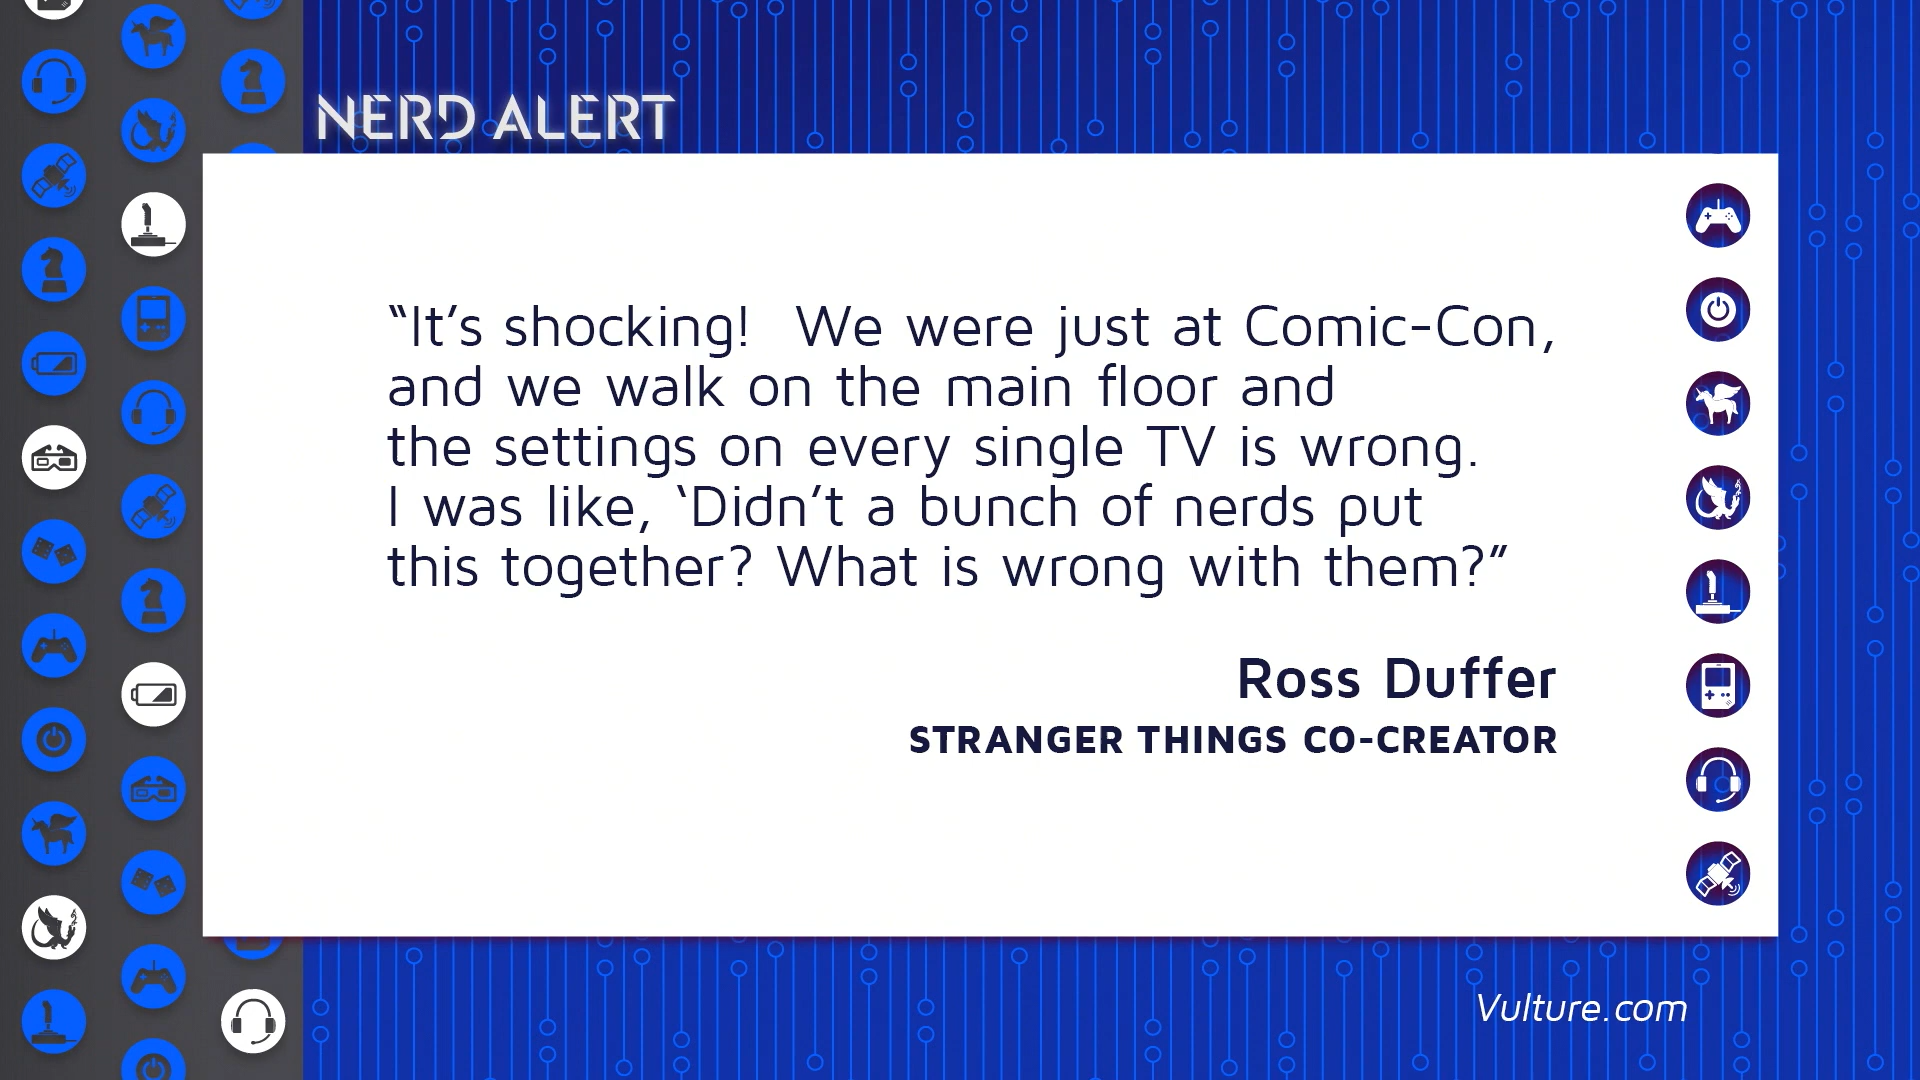 NERD ALERT
“It’s shocking!  We were just at Comic-Con,
and we walk on the main floor and
the settings on every single TV is wrong.
I was like, ‘Didn’t a bunch of nerds put
this together? What is wrong with them?”
Ross Duffer
STRANGER THINGS CO-CREATOR
Vulture.com